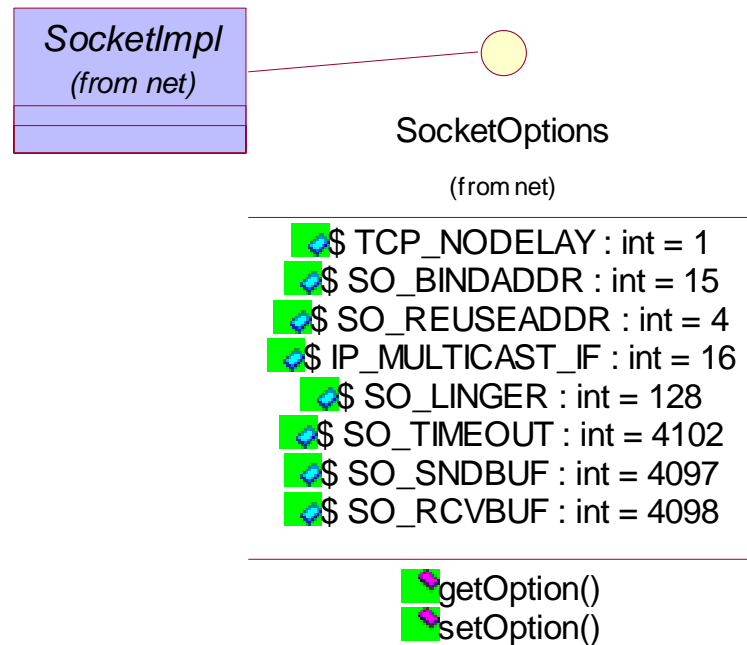 SocketImpl
(from net)
SocketOptions
(from net)
$ TCP_NODELAY : int = 1
$ SO_BINDADDR : int = 15
$ SO_REUSEADDR : int = 4
$ IP_MULTICAST_IF : int = 16
$ SO_LINGER : int = 128
$ SO_TIMEOUT : int = 4102
$ SO_SNDBUF : int = 4097
$ SO_RCVBUF : int = 4098
getOption()
setOption()